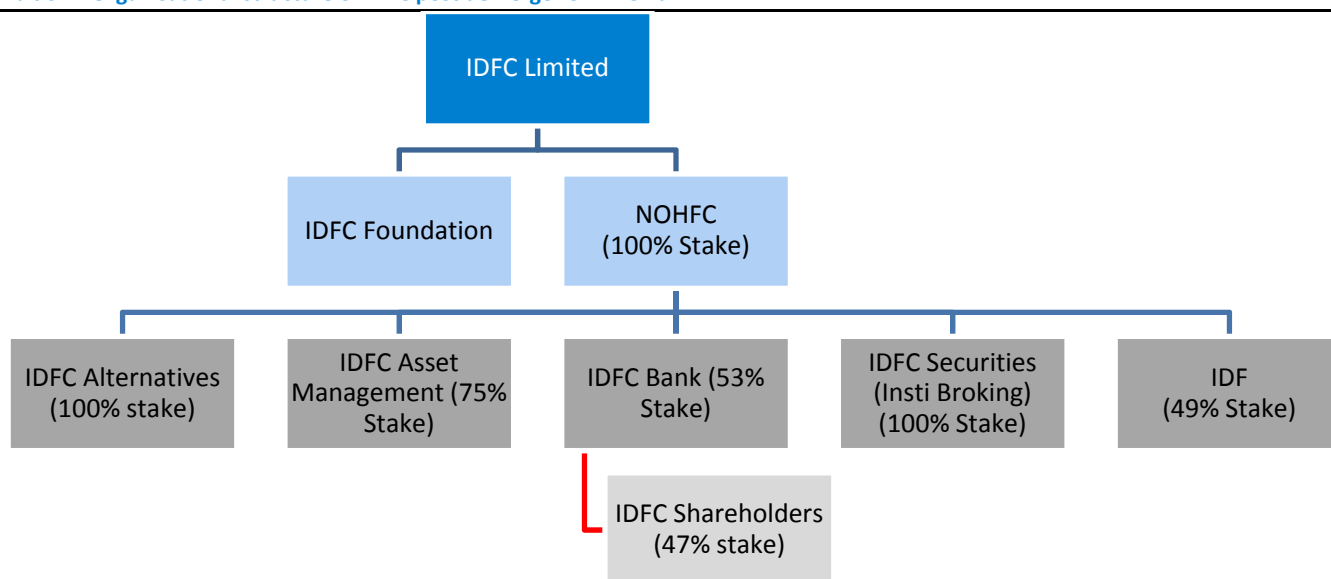 IDFC Limited
IDFC Foundation
NOHFC
(100% Stake)
IDFC Alternatives
(100% stake)
IDFC Asset
Management (75%
Stake)
IDFC Bank (53%
Stake)
IDFC Securities
(Insti Broking)
(100% Stake)
IDF
(49% Stake)
IDFC Shareholders
(47% stake)